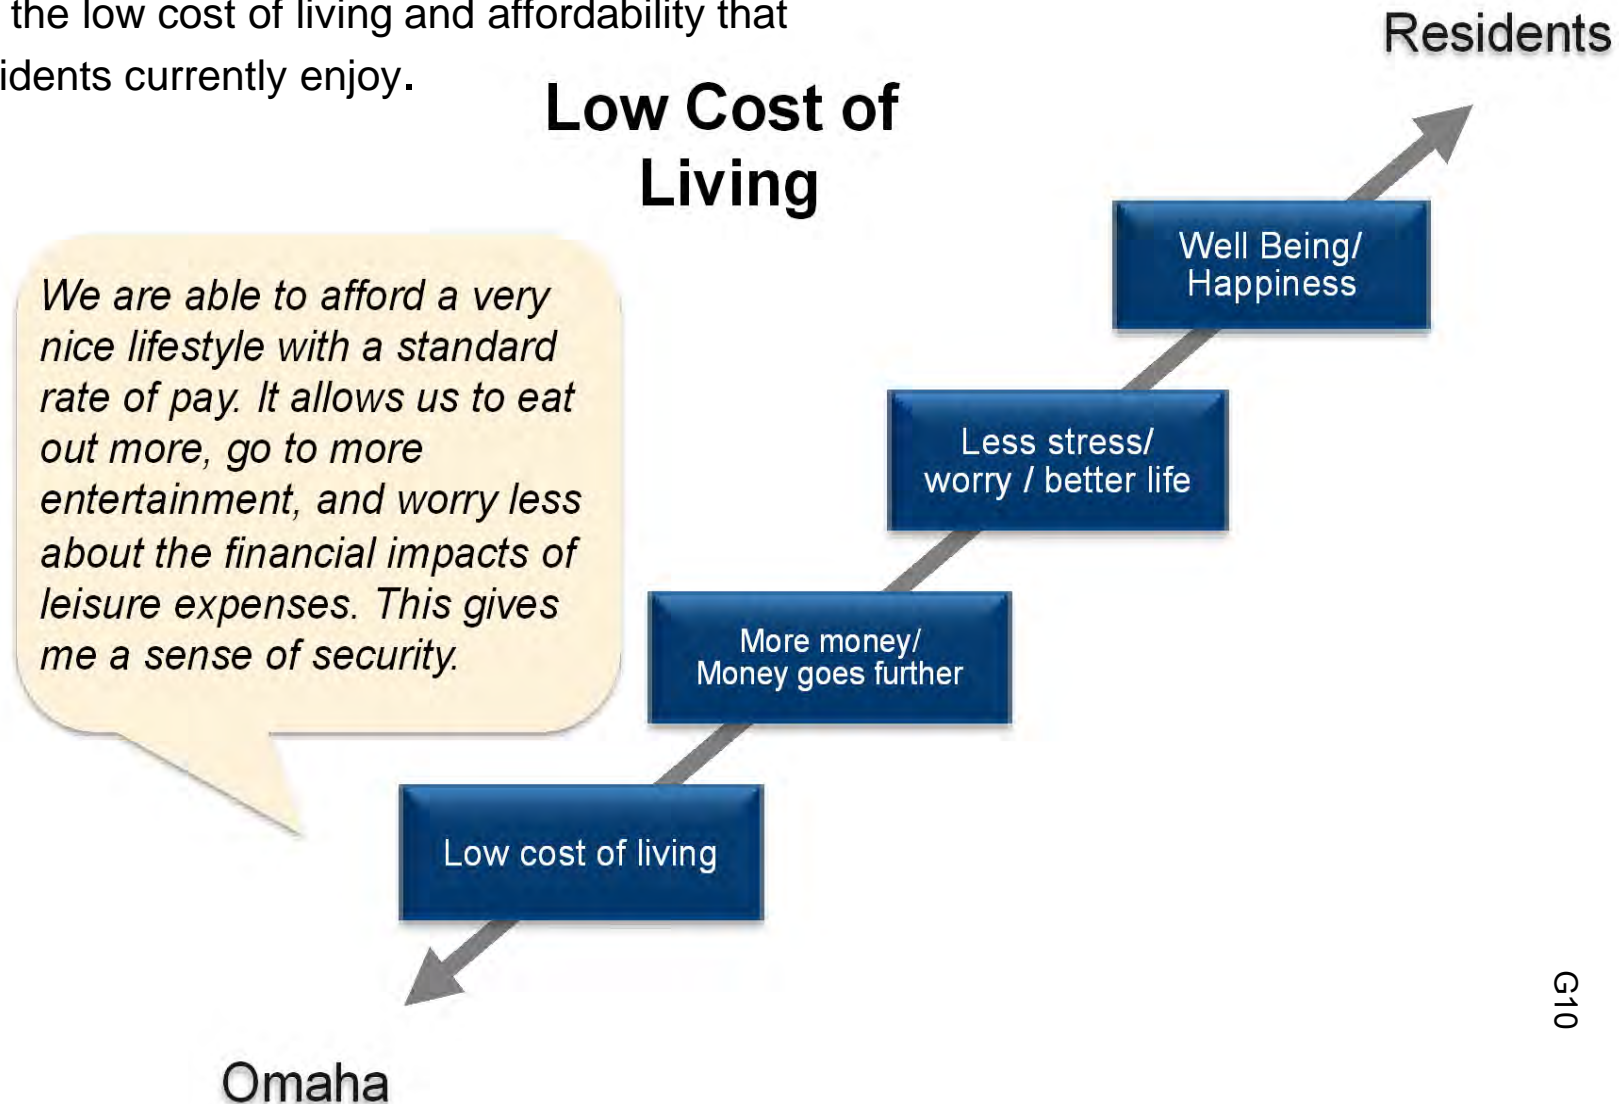 the low cost of living and affordability that
idents currently enjoy.
Residents
Low Cost of
Living
We are able to afford a very
nice lifestyle with a standard
rate of pay. It allows us to eat
out more, go to more
entertainment, and worry less
about the financial impacts of
leisure expenses. This gives
me a sense of security.
Well Being/
Happiness
Less stress/
worry / better life
More money/
Money goes further
Low cost of living
Omaha
G10